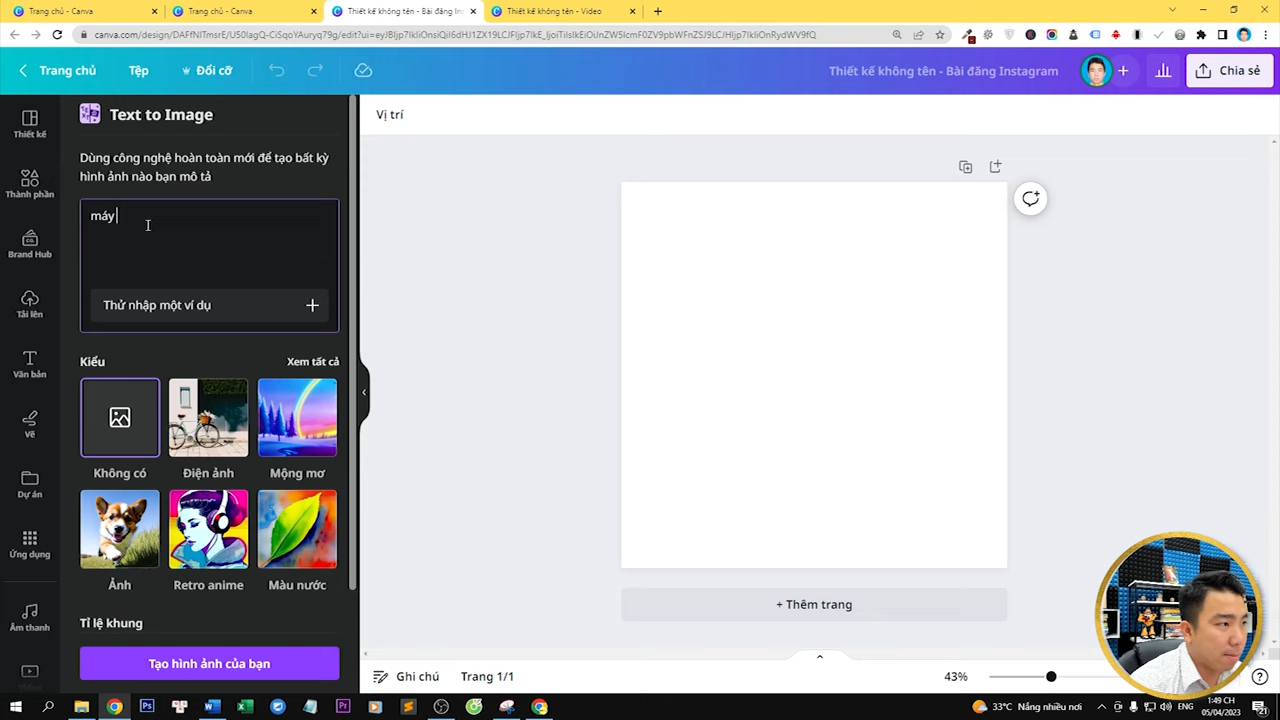 Trang chủ - Canva
Trang chủ - Canva
Thiết kế không tên - Bài đăng Ins
Thiết kế không tên - Video
Trang chủ
Tệp
Đổi cỡ
Thiết kế không tên - Bài đăng Instagram
Chia sẻ
Thiết kế
Thành phần
Brand Hub
Tải lên
Văn bản
Vẽ
Dự án
Ứng dụng
Âm thanh
Video
Text to Image
Dùng công nghệ hoàn toàn mới để tạo bất kỳ
hình ảnh nào bạn mô tả
máy
Thử nhập một ví dụ
Kiểu
Xem tất cả
Không có
Điện ảnh
Mộng mơ
Ảnh
Retro anime
Màu nước
Tỉ lệ khung
Tạo hình ảnh của bạn
Vị trí
+ Thêm trang
Ghi chú
Trang 1/1
43%
33°C Nắng nhiều nơi
ENG
1:49 CH
05/04/2023